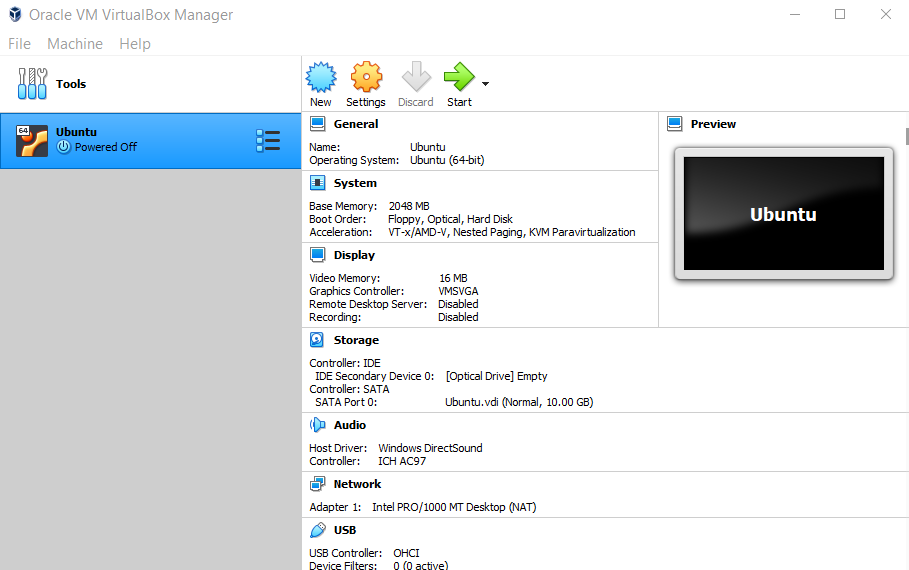 Oracle VM VirtualBox Manager
File Machine Help
Tools
New Settings Discard Start
64
Ubuntu
Powered Off
General
Name: Ubuntu
Operating System: Ubuntu (64-bit)
Preview
Ubuntu
System
Base Memory: 2048 MB
Boot Order: Floppy, Optical, Hard Disk
Acceleration: VT-x/AMD-V, Nested Paging, KVM Paravirtualization
Display
Video Memory: 16 MB
Graphics Controller: VMSVGA
Remote Desktop Server: Disabled
Recording: Disabled
Storage
Controller: IDE
IDE Secondary Device 0: [Optical Drive] Empty
Controller: SATA
SATA Port 0: Ubuntu.vdi (Normal, 10.00 GB)
Audio
Host Driver: Windows DirectSound
Controller: ICH AC97
Network
Adapter 1: Intel PRO/1000 MT Desktop (NAT)
USB
USB Controller: OHCI
Device Filters: 0 (0 active)